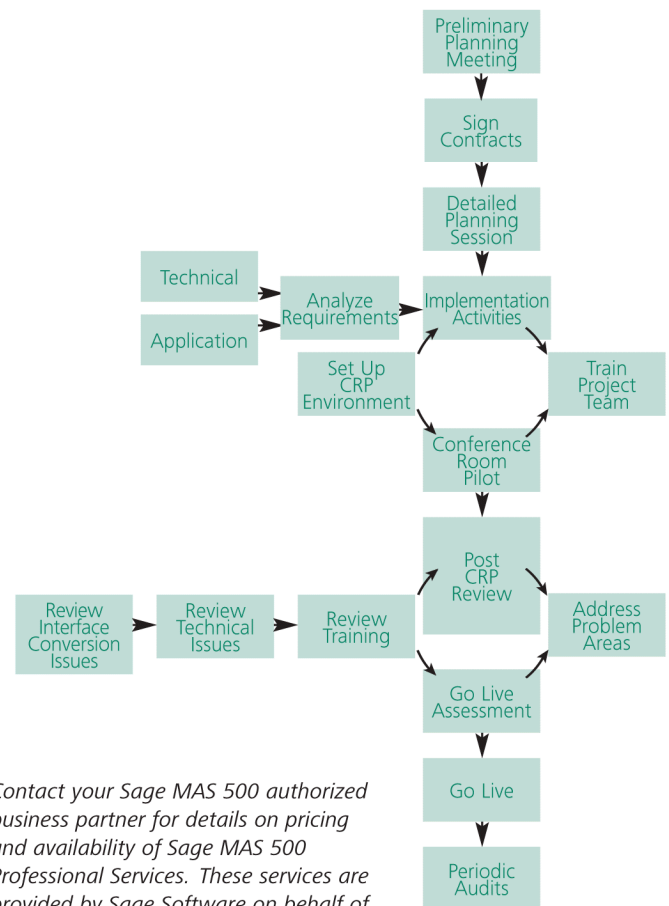 Preliminary
Planning
Meeting
Sign
Contracts
Detailed
Planning
Session
Technical
Application
Analyze
Requirements
Implementation
Activities
Set Up
CRP
Environment
Train
Project
Team
Conference
Room
Pilot
Post
CRP
Review
Review
Interface
Conversion
Issues
Review
Technical
Issues
Review
Training
Address
Problem
Areas
Go Live
Assessment
Go Live
Periodic
Audits
Contact your Sage MAS 500 authorized
business partner for details on pricing
and availability of Sage MAS 500
Professional Services. These services are
provided by Sage Software on behalf of